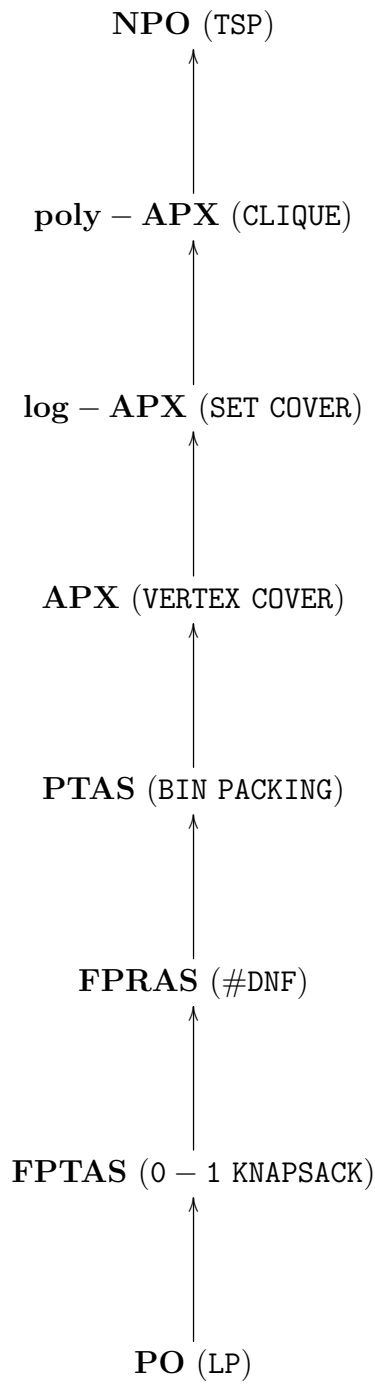 NPO (TSP)
poly − APX (CLIQUE)
log − APX (SET COVER)
APX (VERTEX COVER)
PTAS (BIN PACKING)
FPRAS (#DNF)
FPTAS (0 − 1 KNAPSACK)
PO (LP)